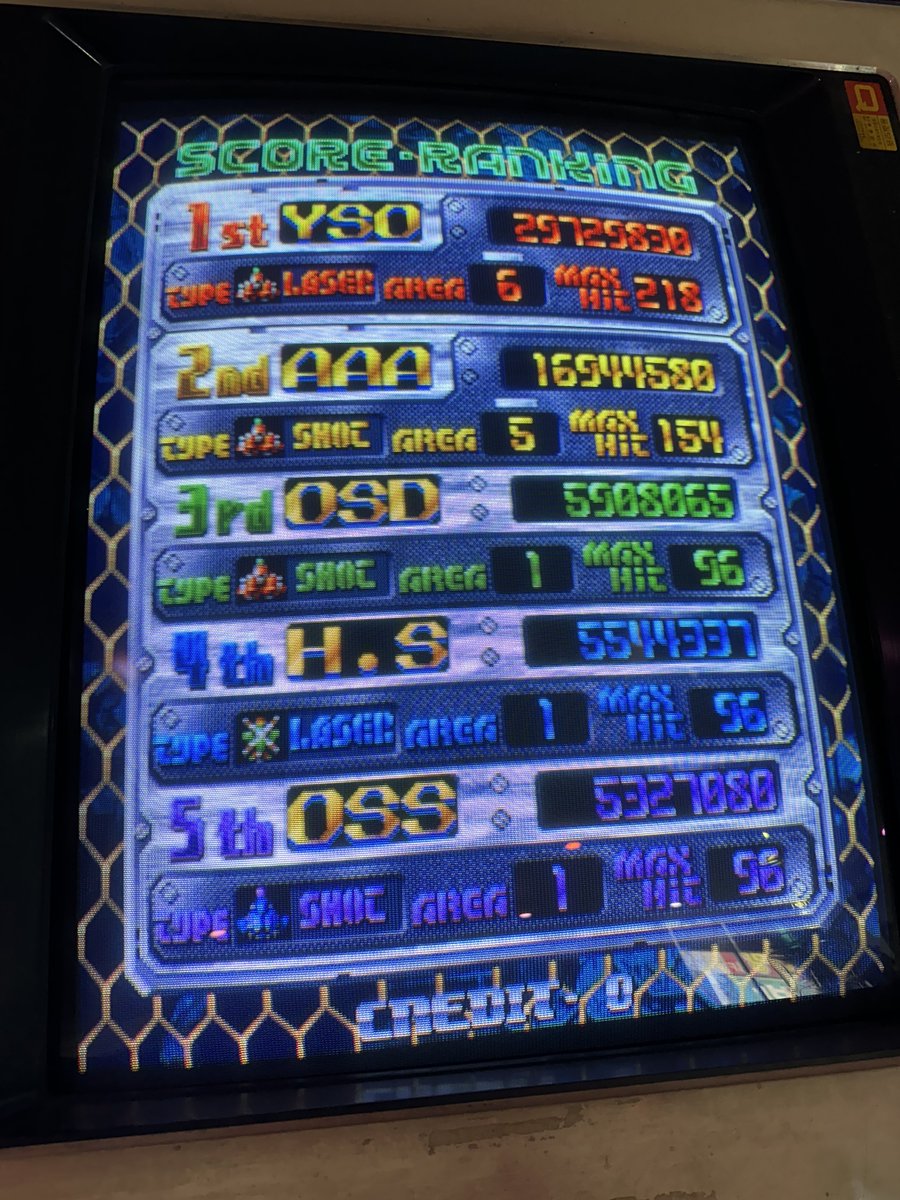 SCORE·RANKING
1st YSO 29729830
TYPE LASER AREA 6 MAX HIT 218
2nd AAA 16944580
TYPE SHOT AREA 5 MAX HIT 154
3rd OSD 5908065
TYPE SHOT AREA 1 MAX HIT 96
4th H.S 5544337
TYPE LASER AREA 1 MAX HIT 96
5th OSS 5327080
TYPE SHOT AREA 1 MAX HIT 96
CREDIT· 0
Q